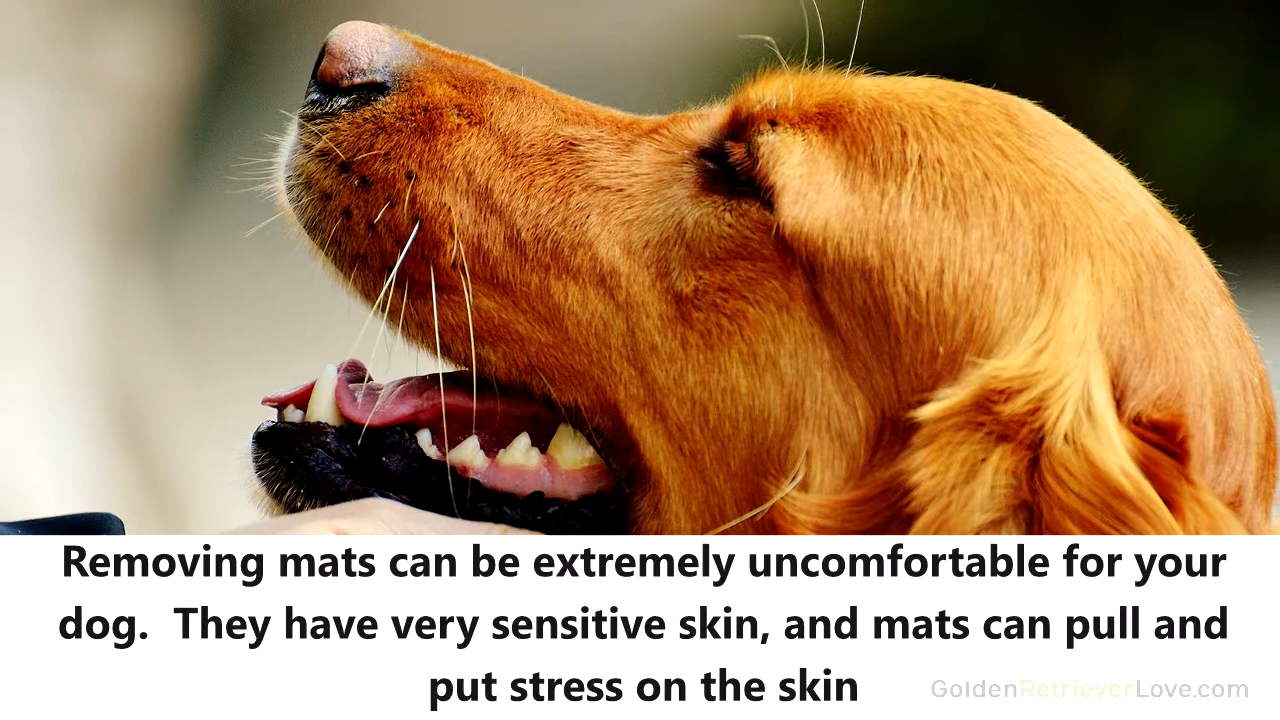 Removing mats can be extremely uncomfortable for your
dog.  They have very sensitive skin, and mats can pull and
put stress on the skin
GoldenRetrieverLove.com